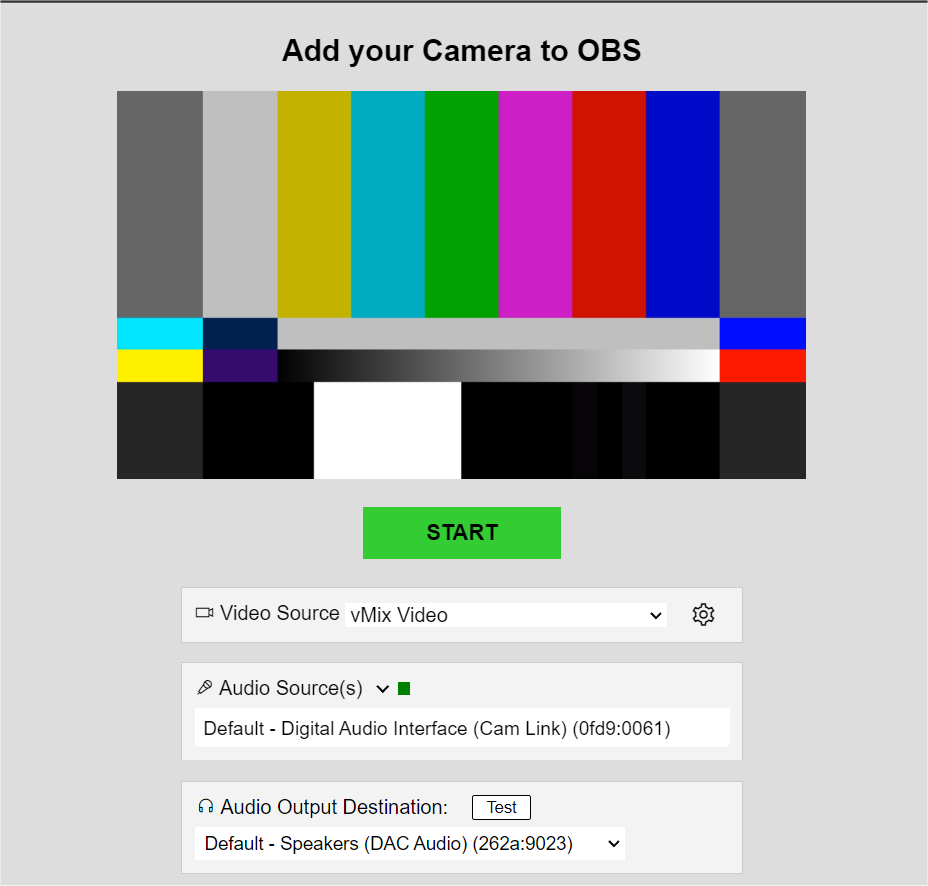 Add your Camera to OBS
START
Video Source vMix Video
Audio Source(s)
Default - Digital Audio Interface (Cam Link) (0fd9:0061)
Audio Output Destination: Test
Default - Speakers (DAC Audio) (262a:9023)